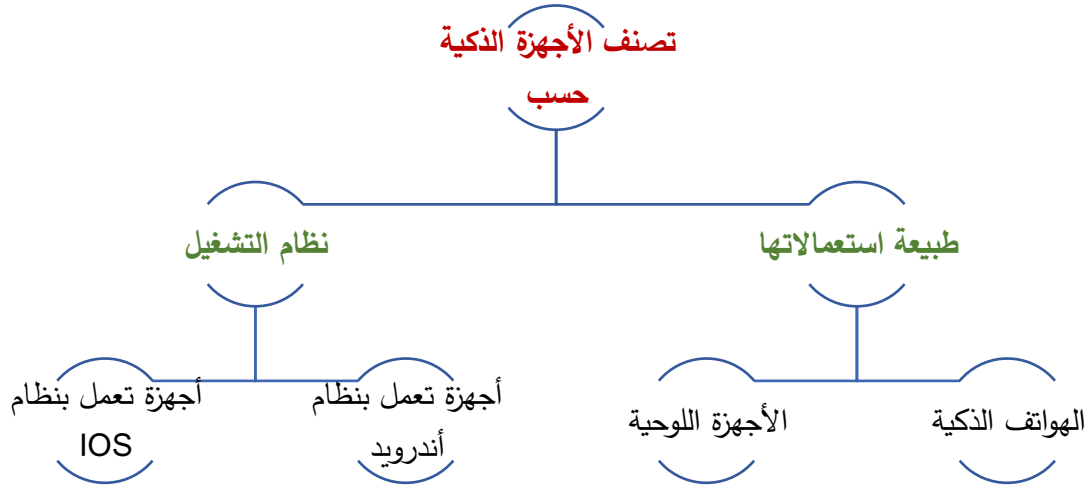 تصنف الأجهزة الذكية
حسب
طبيعة استعمالاتها
نظام التشغيل
الهواتف الذكية
الأجهزة اللوحية
أجهزة تعمل بنظام
أندرويد
أجهزة تعمل بنظام
IOS